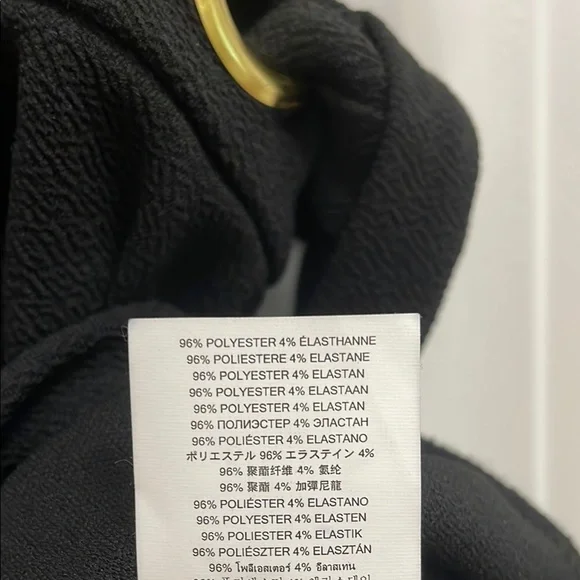 96% POLYESTER 4% ÉLASTHANNE
96% POLIESTERE 4% ELASTANE
96% POLYESTER 4% ELASTAN
96% POLYESTER 4% ELASTAAN
96% POLYESTER 4% ELASTAN
96% ПОЛИЭСТЕР 4% ЭЛАСТАН
96% POLIÉSTER 4% ELASTANO
ポリエステル 96% エラステイン 4%
96% 聚酯纤维 4% 氨纶
96% 聚酯 4% 加彈尼龍
96% POLIÉSTER 4% ELASTANO
96% POLYESTER 4% ELASTEN
96% POLYESTER 4% ELASTIK
96% POLIÉSZTER 4% ELASZTÁN
96% โพลีเอสเตอร์ 4% อีลาสเทน